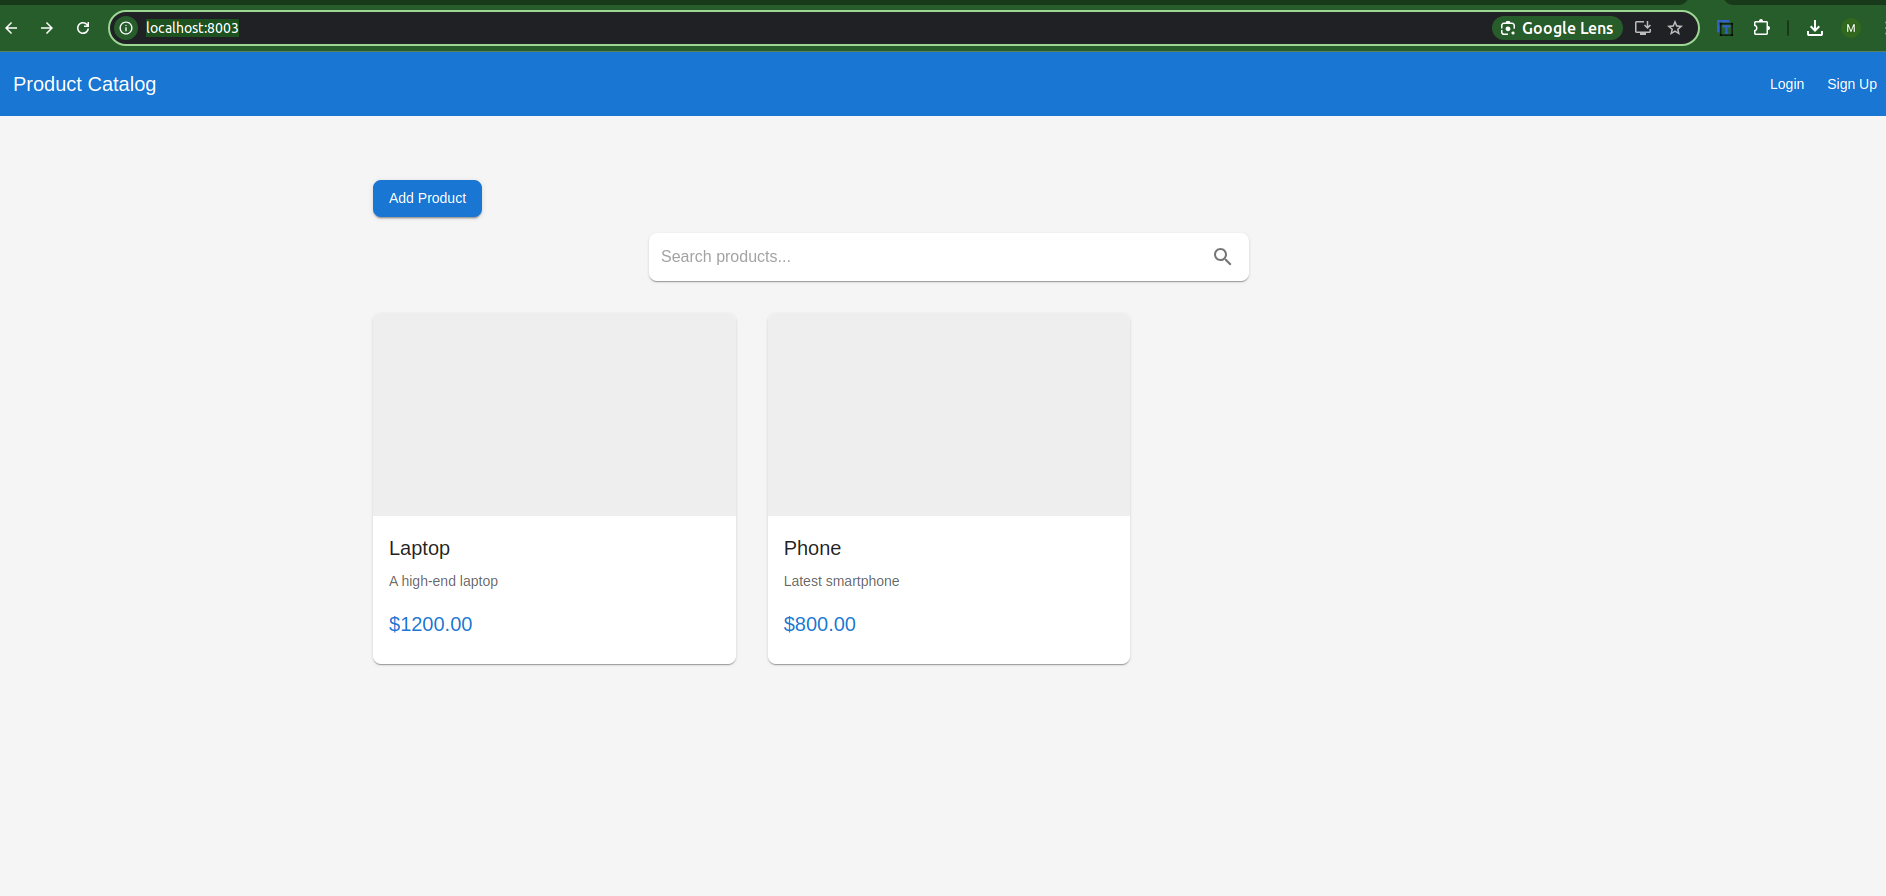 localhost:8003
Google Lens
M
Product Catalog
Login
Sign Up
Add Product
Search products...
Laptop
A high-end laptop
$1200.00
Phone
Latest smartphone
$800.00